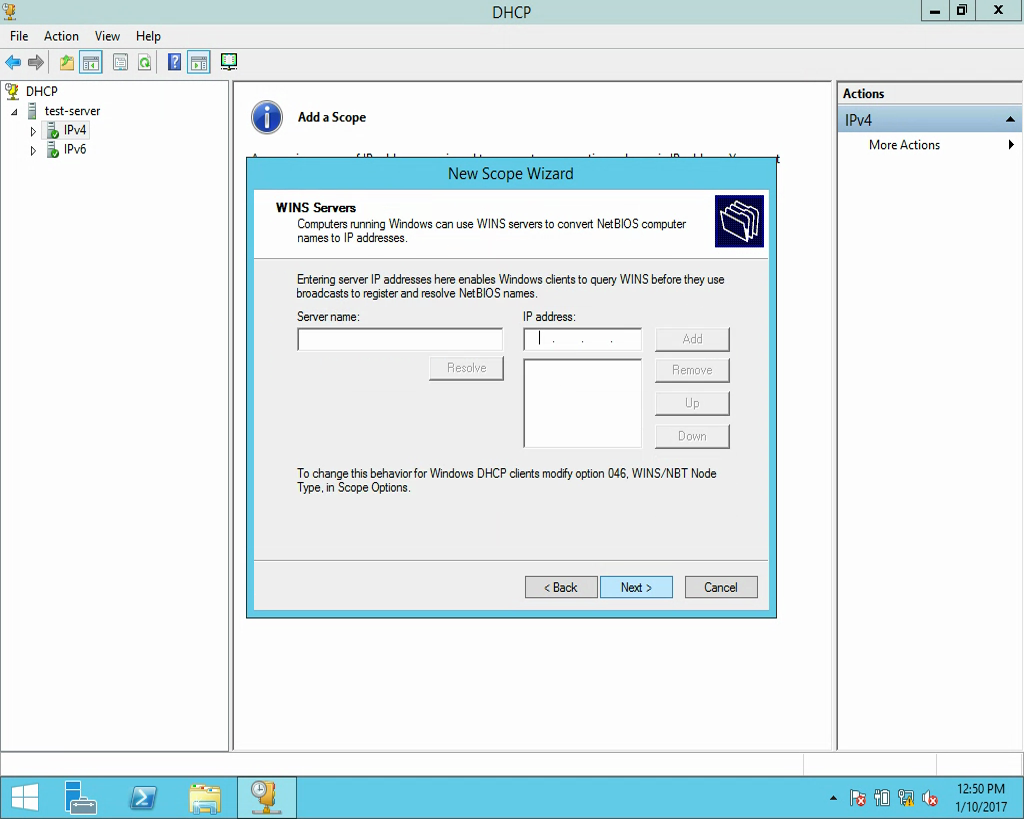 DHCP
File Action View Help
DHCP
test-server
IPv4
IPv6
Add a Scope
New Scope Wizard
WINS Servers
Computers running Windows can use WINS servers to convert NetBIOS computer
names to IP addresses.
Entering server IP addresses here enables Windows clients to query WINS before they use
broadcasts to register and resolve NetBIOS names.
Server name:
IP address:
. . .
Add
Resolve
Remove
Up
Down
To change this behavior for Windows DHCP clients modify option 046, WINS/NBT Node
Type, in Scope Options.
< Back
Next >
Cancel
Actions
IPv4
More Actions
12:50 PM
1/10/2017